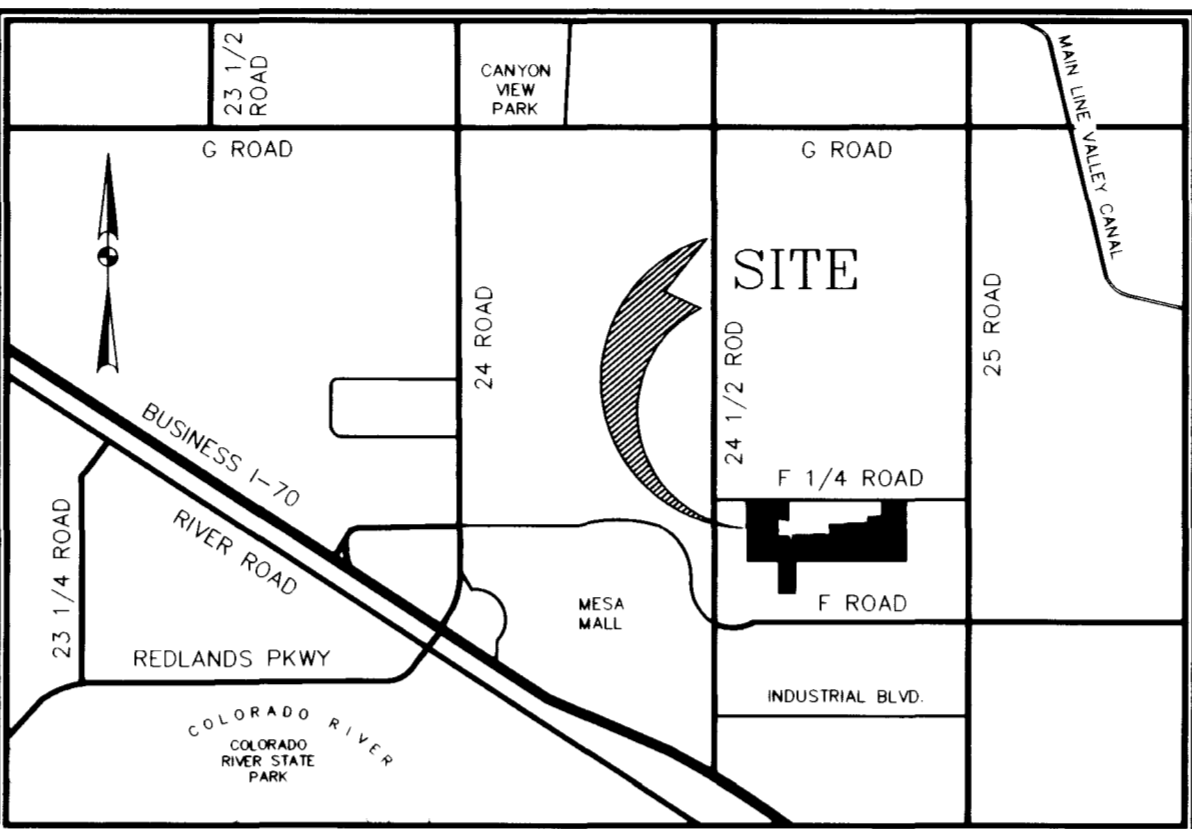 23 1/2
ROAD
CANYON
VIEW
PARK
MAIN LINE VALLEY CANAL
G ROAD
G ROAD
SITE
24 ROAD
24 1/2 ROD
25 ROAD
BUSINESS I-70
RIVER ROAD
F 1/4 ROAD
23 1/4 ROAD
MESA
MALL
F ROAD
REDLANDS PKWY
INDUSTRIAL BLVD.
COLORADO RIVER
COLORADO
RIVER STATE
PARK